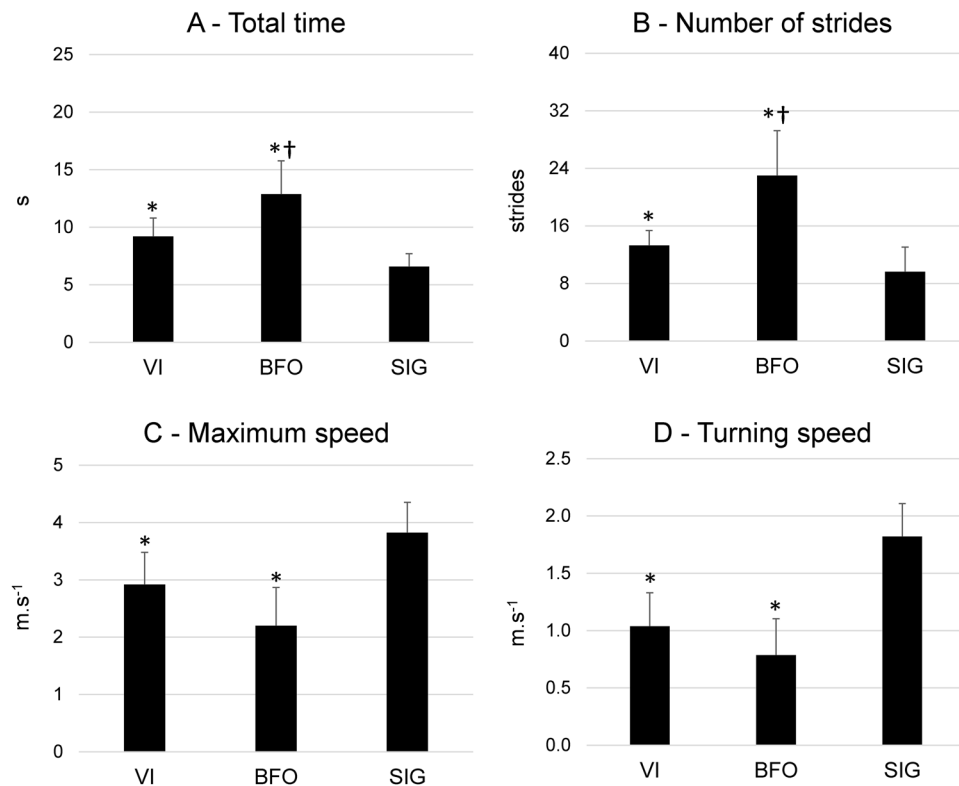 A - Total time
25
20
15
10
5
0
s
*
*†
VI BFO SIG
B - Number of strides
40
32
24
16
8
0
strides
*
*†
VI BFO SIG
C - Maximum speed
5
4
3
2
1
0
m.s-1
*
*
VI BFO SIG
D - Turning speed
2.5
2.0
1.5
1.0
0.5
0.0
m.s-1
*
*
VI BFO SIG